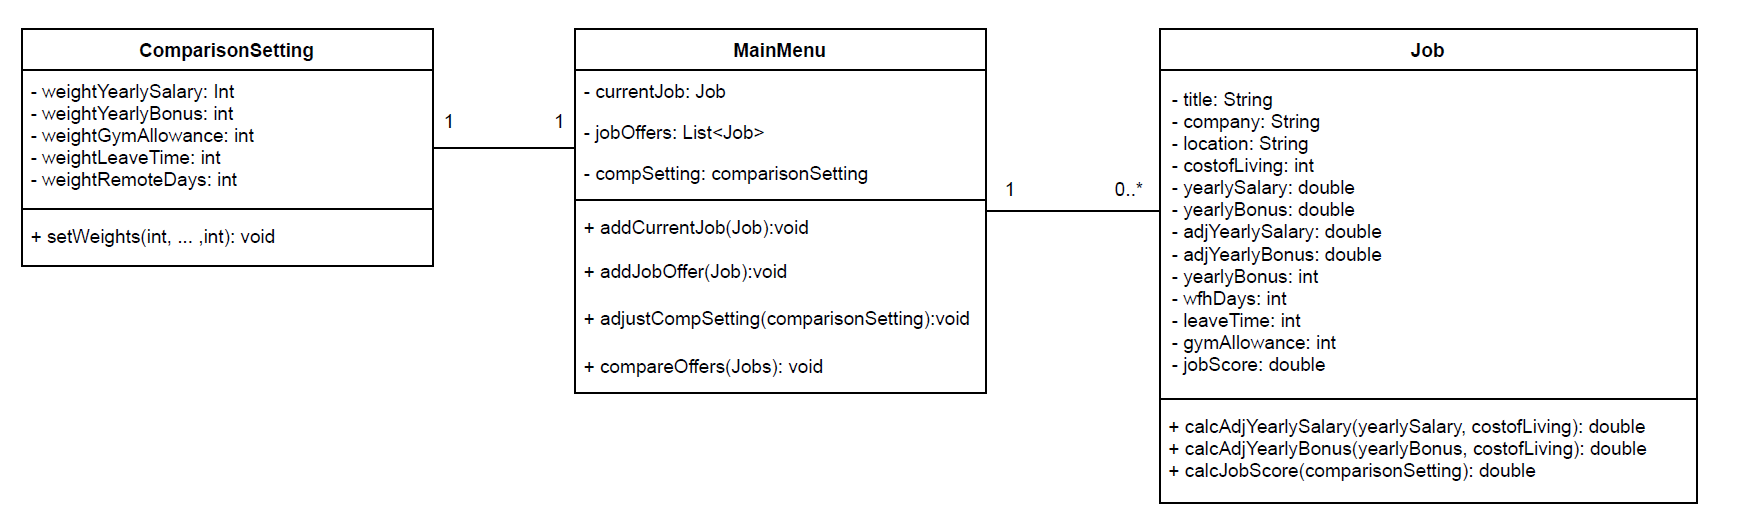 ComparisonSetting
- weightYearlySalary: Int
- weightYearlyBonus: int
- weightGymAllowance: int
- weightLeaveTime: int
- weightRemoteDays: int
+ setWeights(int, ... ,int): void
1
1
MainMenu
- currentJob: Job
- jobOffers: List<Job>
- compSetting: comparisonSetting
+ addCurrentJob(Job):void
+ addJobOffer(Job):void
+ adjustCompSetting(comparisonSetting):void
+ compareOffers(Jobs): void
1
0..*
Job
- title: String
- company: String
- location: String
- costofLiving: int
- yearlySalary: double
- yearlyBonus: double
- adjYearlySalary: double
- adjYearlyBonus: double
- yearlyBonus: int
- wfhDays: int
- leaveTime: int
- gymAllowance: int
- jobScore: double
+ calcAdjYearlySalary(yearlySalary, costofLiving): double
+ calcAdjYearlyBonus(yearlyBonus, costofLiving): double
+ calcJobScore(comparisonSetting): double